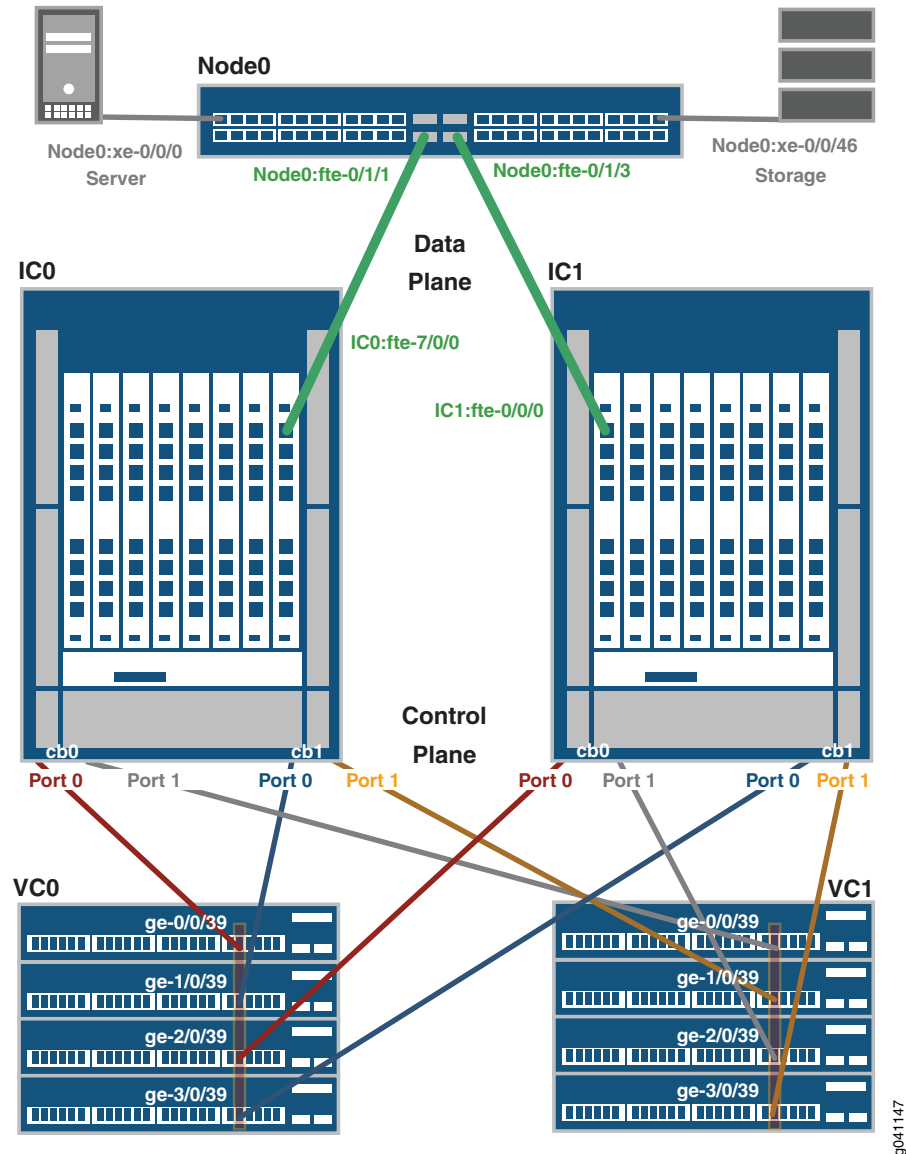 Node0
Node0:xe-0/0/0
Server
Node0:fte-0/1/1
Node0:fte-0/1/3
Node0:xe-0/0/46
Storage
Data
Plane
IC0
IC1
IC0:fte-7/0/0
IC1:fte-0/0/0
Control
Plane
cb0
cb1
cb0
cb1
Port 0
Port 1
Port 0
Port 1
Port 0
Port 1
Port 0
Port 1
VC0
ge-0/0/39
ge-1/0/39
ge-2/0/39
ge-3/0/39
VC1
ge-0/0/39
ge-1/0/39
ge-2/0/39
ge-3/0/39
g041147